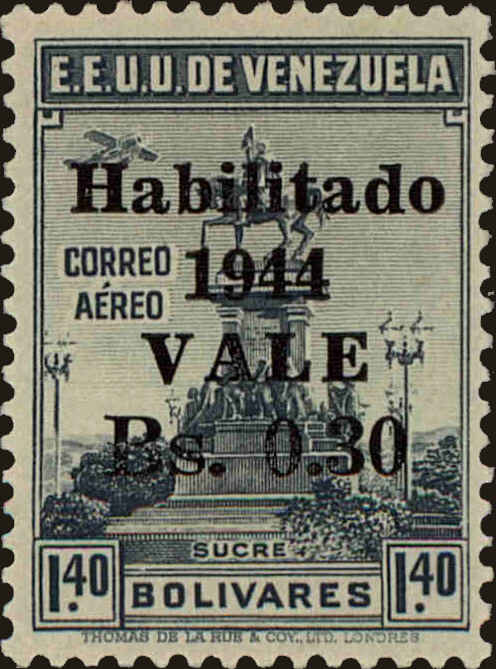 E.E.U.U. DE VENEZUELA
Habilitado
CORREO
AÉREO
1944
VALE
Bs. 0.30
SUCRE
1.40 BOLIVARES 1.40
THOMAS DE LA RUE & COY., LTD. LONDRES